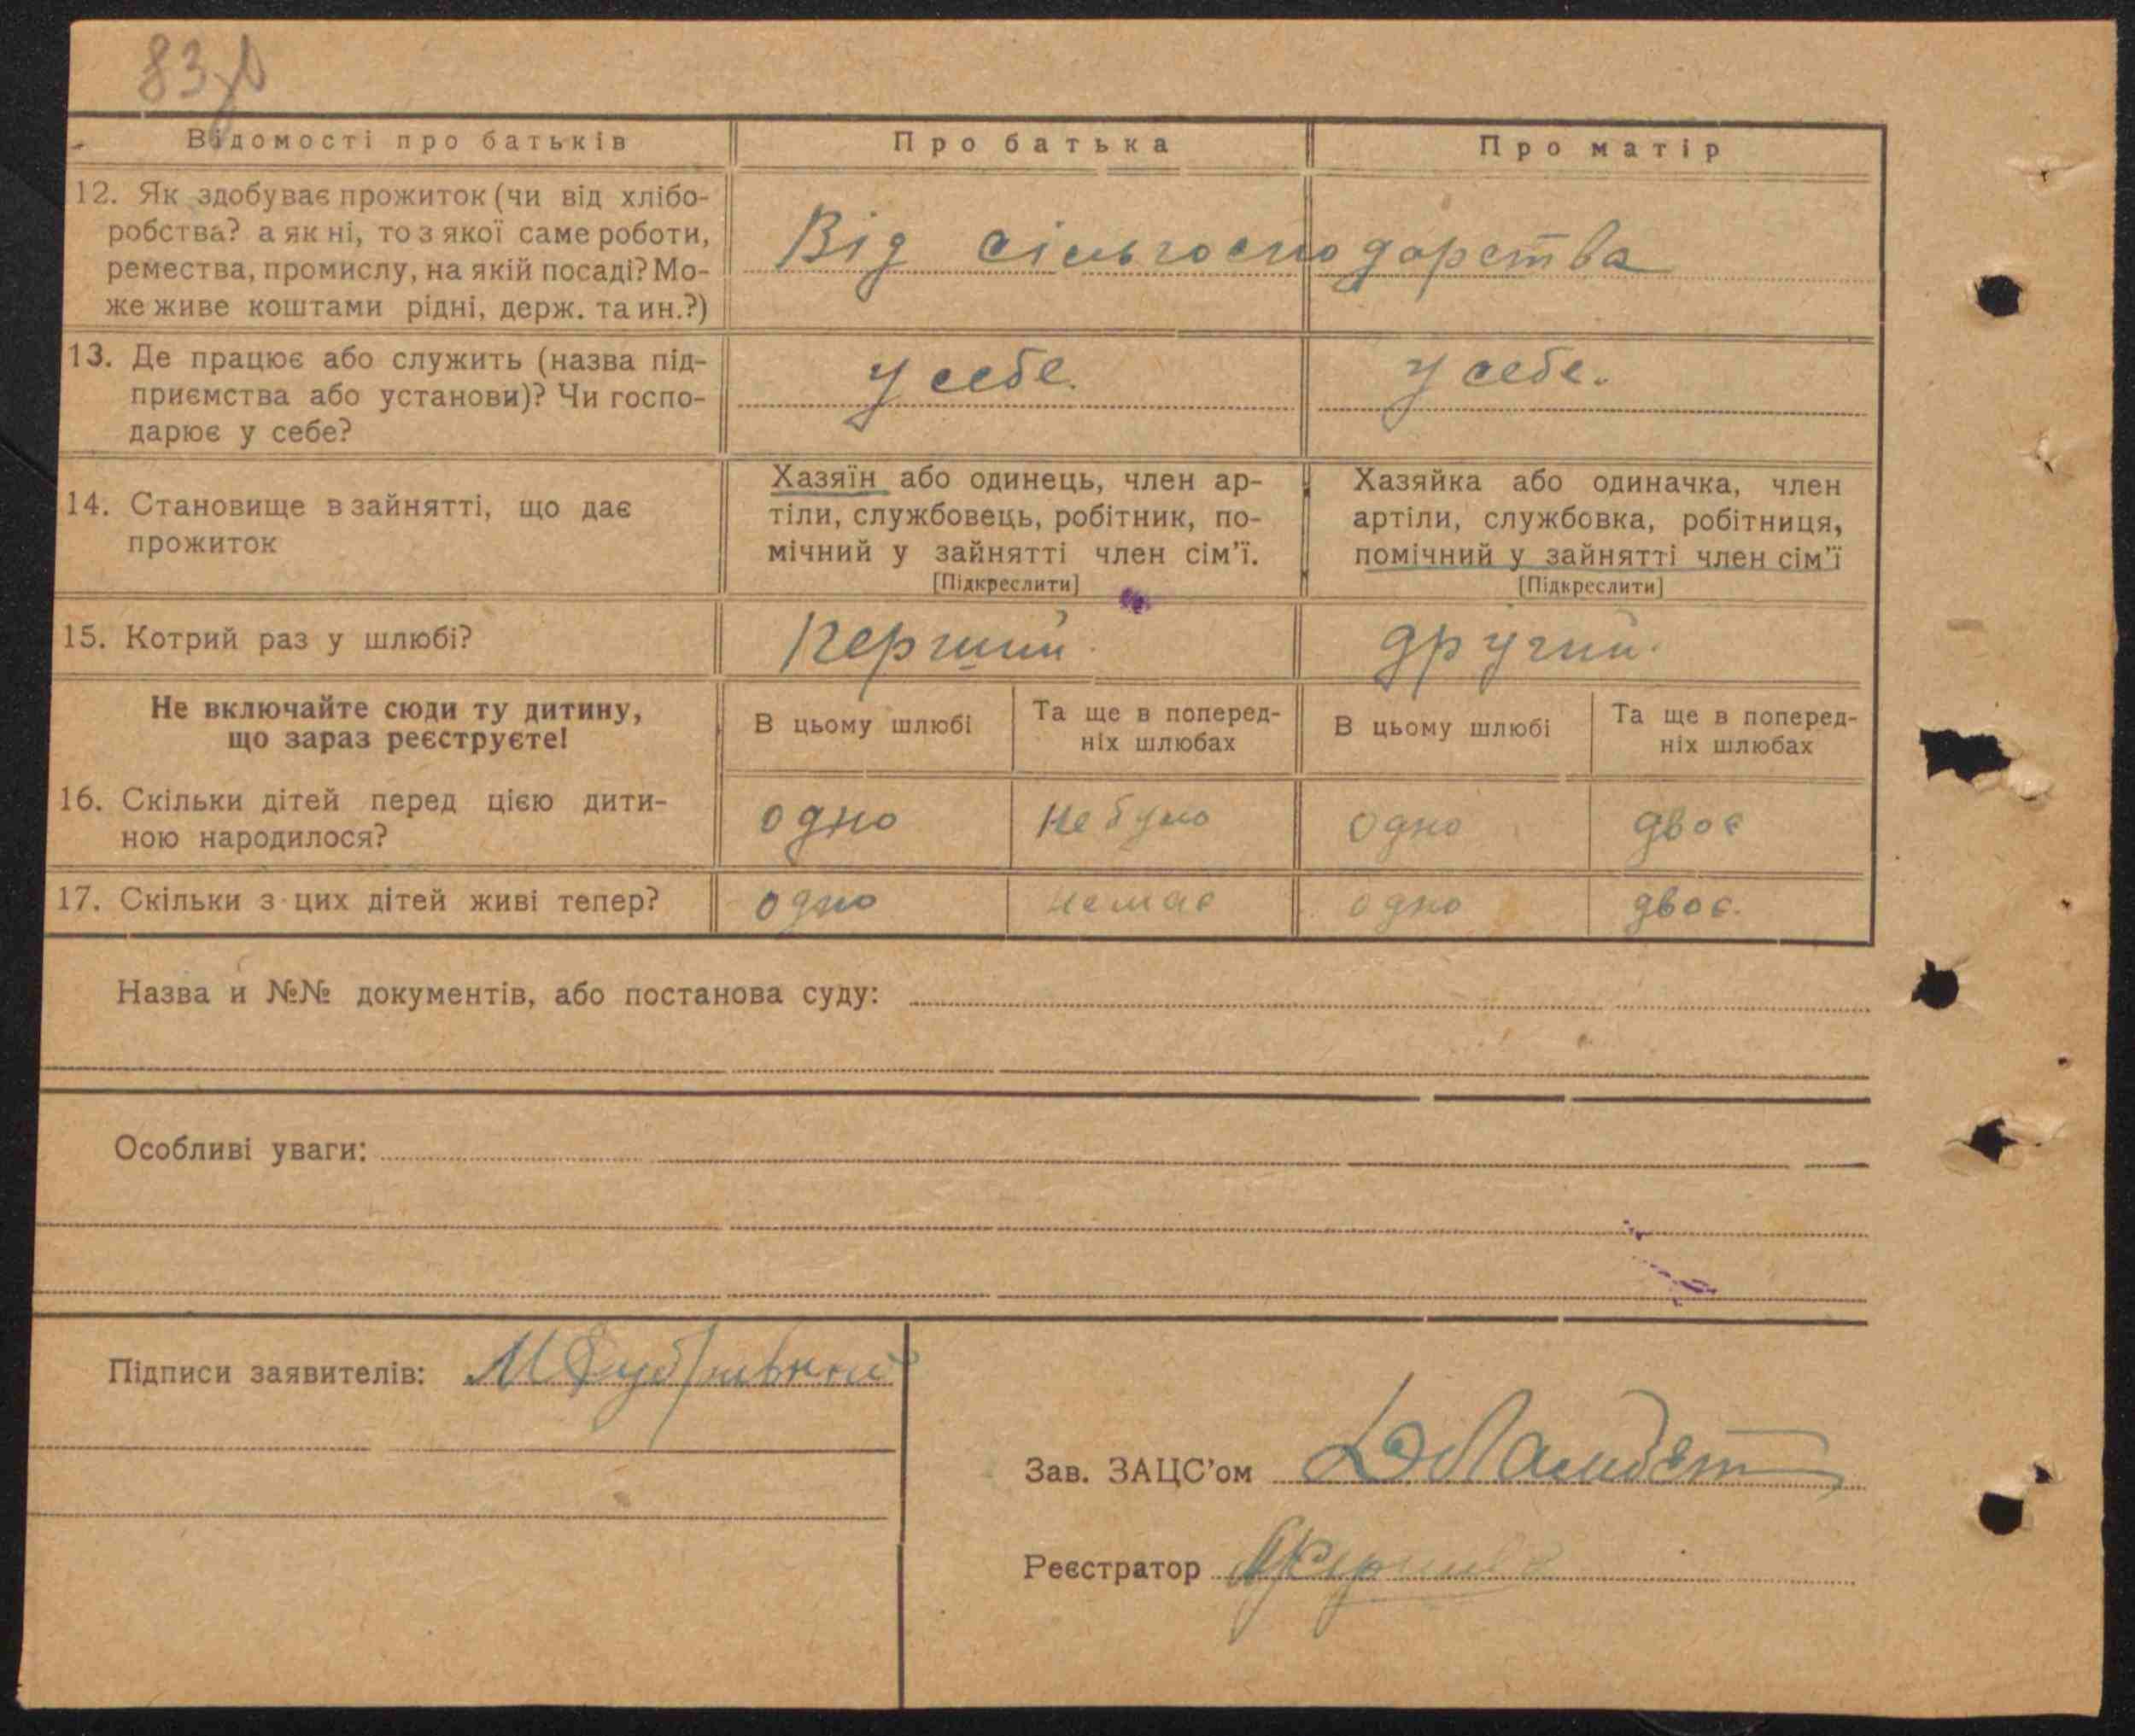 83
Відомості про батьків
Про батька
Про матір
12. Як здобуває прожиток (чи від хлібо-
робства? а як ні, то з якої саме роботи,
ремества, промислу, на якій посаді? Мо-
же живе коштами рідні, держ. та ин.?)
Від сільгосподарства
13. Де працює або служить (назва під-
приємства або установи)? Чи госпо-
дарює у себе?
у себе.
у себе.
14. Становище в зайнятті, що дає
прожиток
Хазяїн або одинець, член ар-
тіли, службовець, робітник, по-
мічний у зайнятті член сім'ї.
[Підкреслити]
Хазяйка або одиначка, член
артіли, службовка, робітниця,
помічний у зайнятті член сім'ї
[Підкреслити]
15. Котрий раз у шлюбі?
перший.
другий.
Не включайте сюди ту дитину,
що зараз реєструєте!
В цьому шлюбі
Та ще в поперед-
ніх шлюбах
В цьому шлюбі
Та ще в поперед-
ніх шлюбах
16. Скільки дітей перед цією дити-
ною народилося?
одно
не було
одно
двоє
17. Скільки з цих дітей живі тепер?
одно
немає
одно
двоє.
Назва и №№ документів, або постанова суду:
Особливі уваги:
Підписи заявителів:
Зав. ЗАЦС'ом
Реєстратор